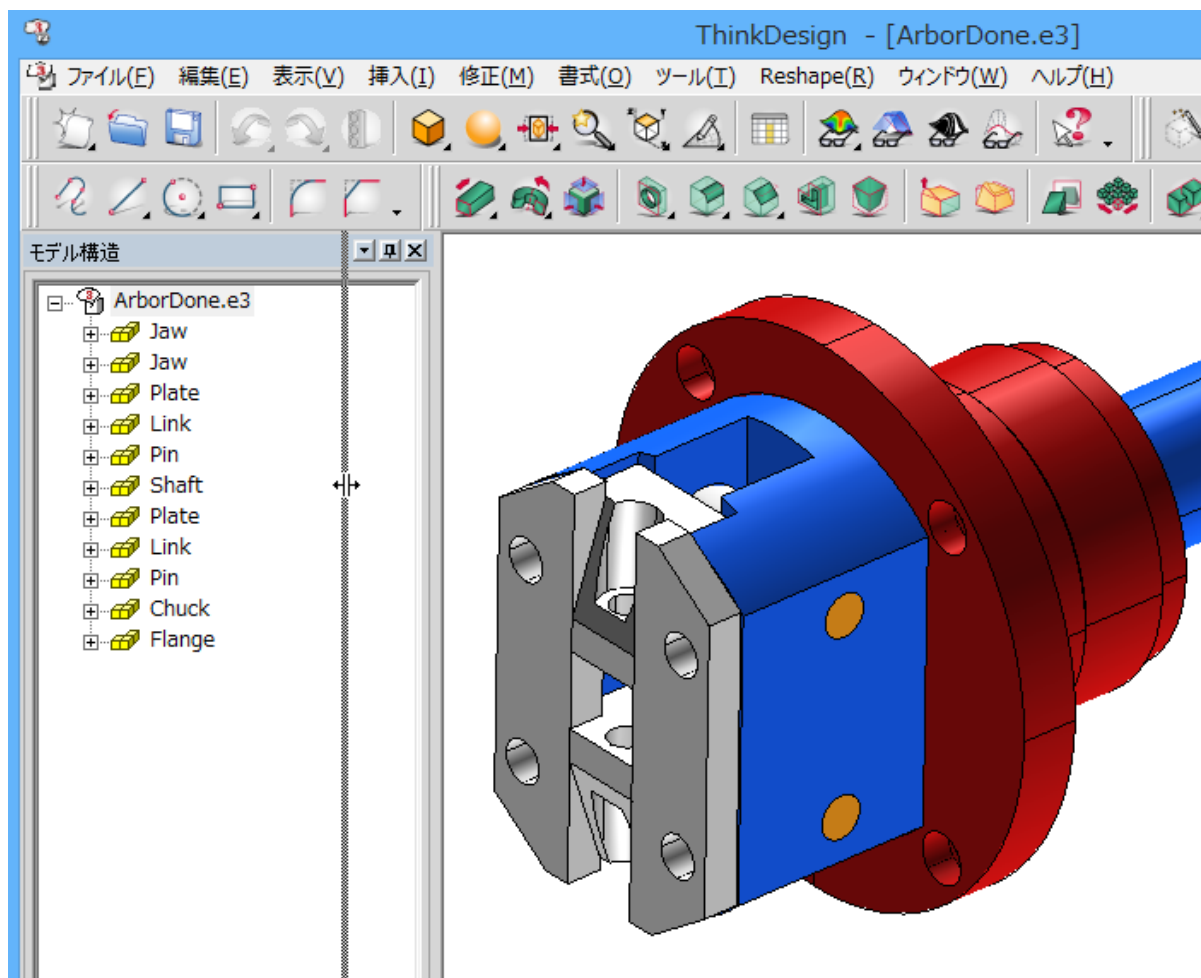 ThinkDesign - [ArborDone.e3]
ファイル(F) 編集(E) 表示(V) 挿入(I) 修正(M) 書式(O) ツール(T) Reshape(R) ウィンドウ(W) ヘルプ(H)
モデル構造
ArborDone.e3
Jaw
Jaw
Plate
Link
Pin
Shaft
Plate
Link
Pin
Chuck
Flange